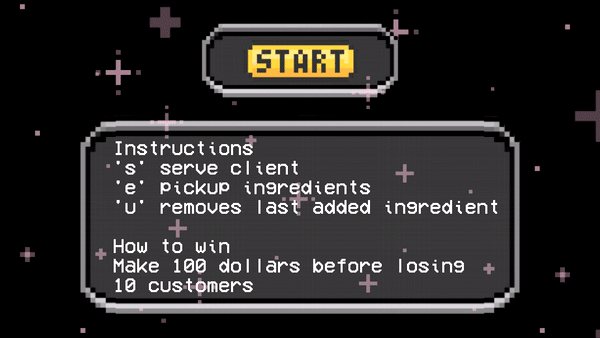 START
Instructions
's' serve client
'e' pickup ingredients
'u' removes last added ingredient
How to win
Make 100 dollars before losing
10 customers